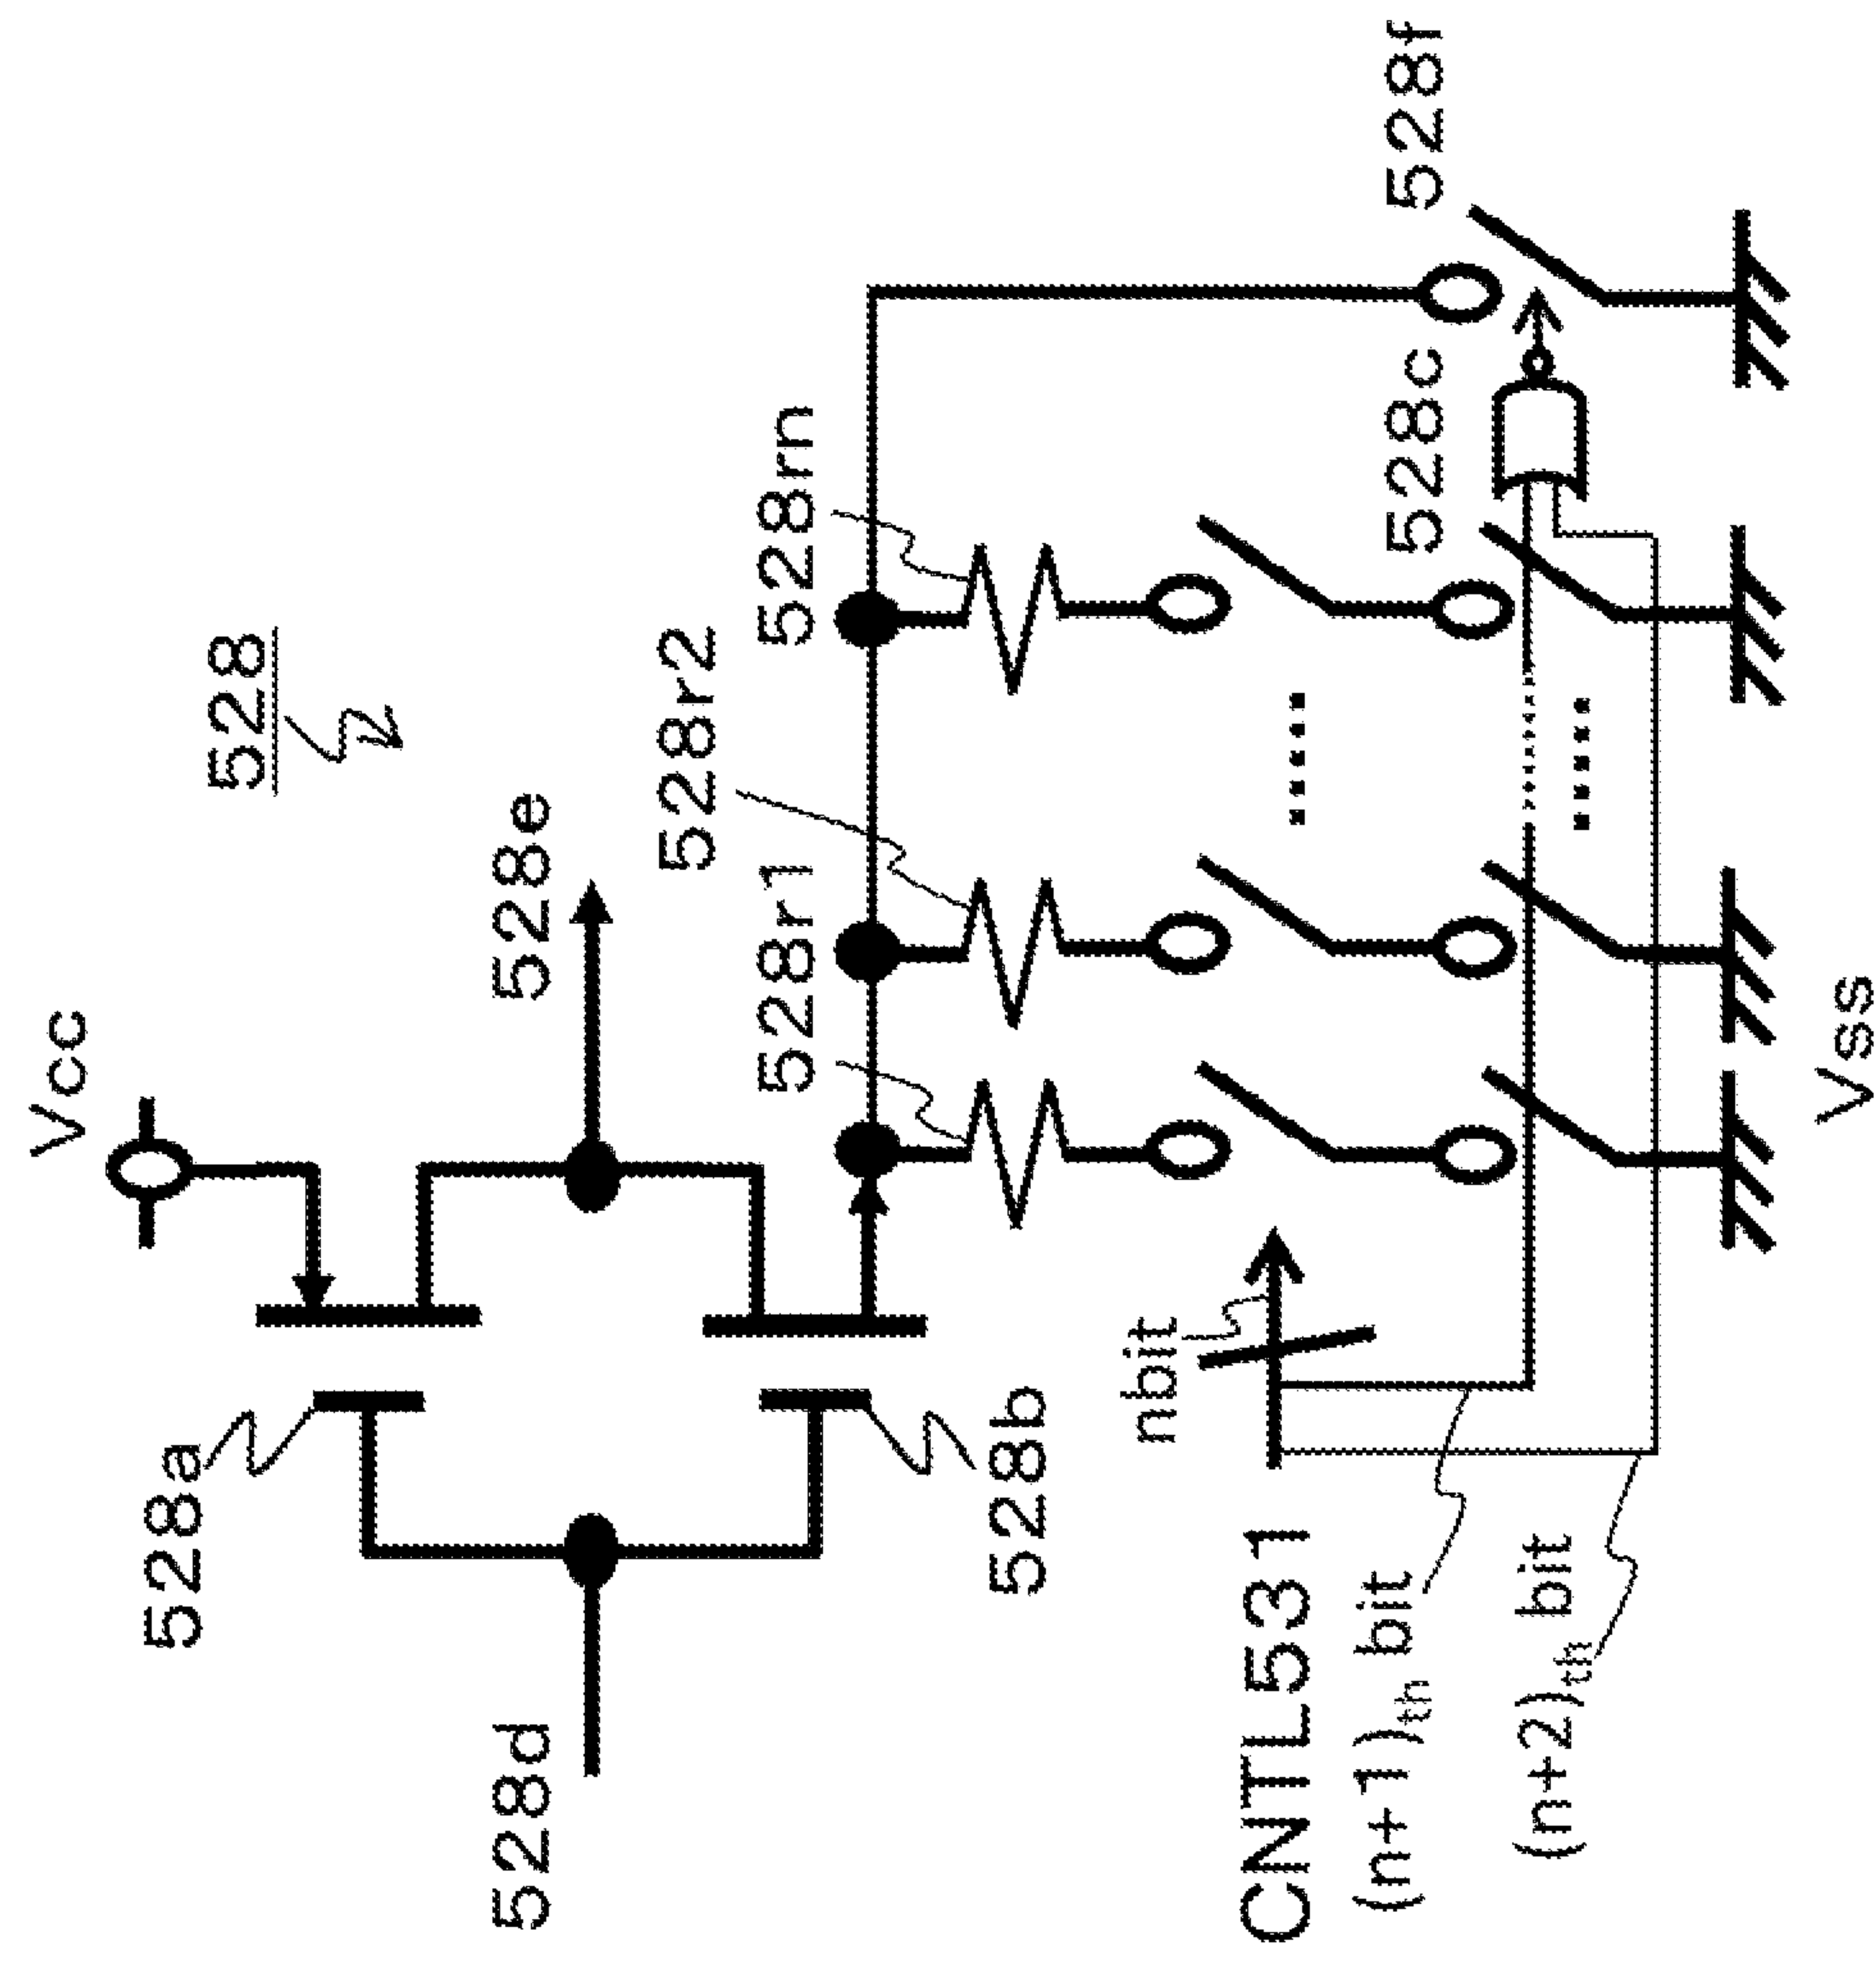 528
Vcc
528a
528d
528e
528b
528r1
528r2
528rn
nbit
CNTL531
(n+1)th bit
(n+2)th bit
528c
528f
Vss